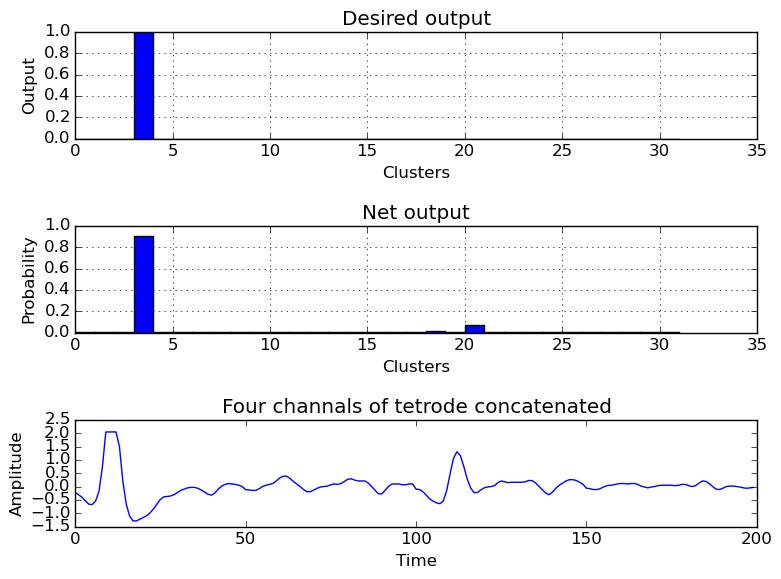 Desired output
Output
1.0
0.8
0.6
0.4
0.2
0.0
0 5 10 15 20 25 30 35
Clusters
Net output
Probability
1.0
0.8
0.6
0.4
0.2
0.0
0 5 10 15 20 25 30 35
Clusters
Four channals of tetrode concatenated
Amplitude
2.5
2.0
1.5
1.0
0.5
0.0
−0.5
−1.0
−1.5
0 50 100 150 200
Time